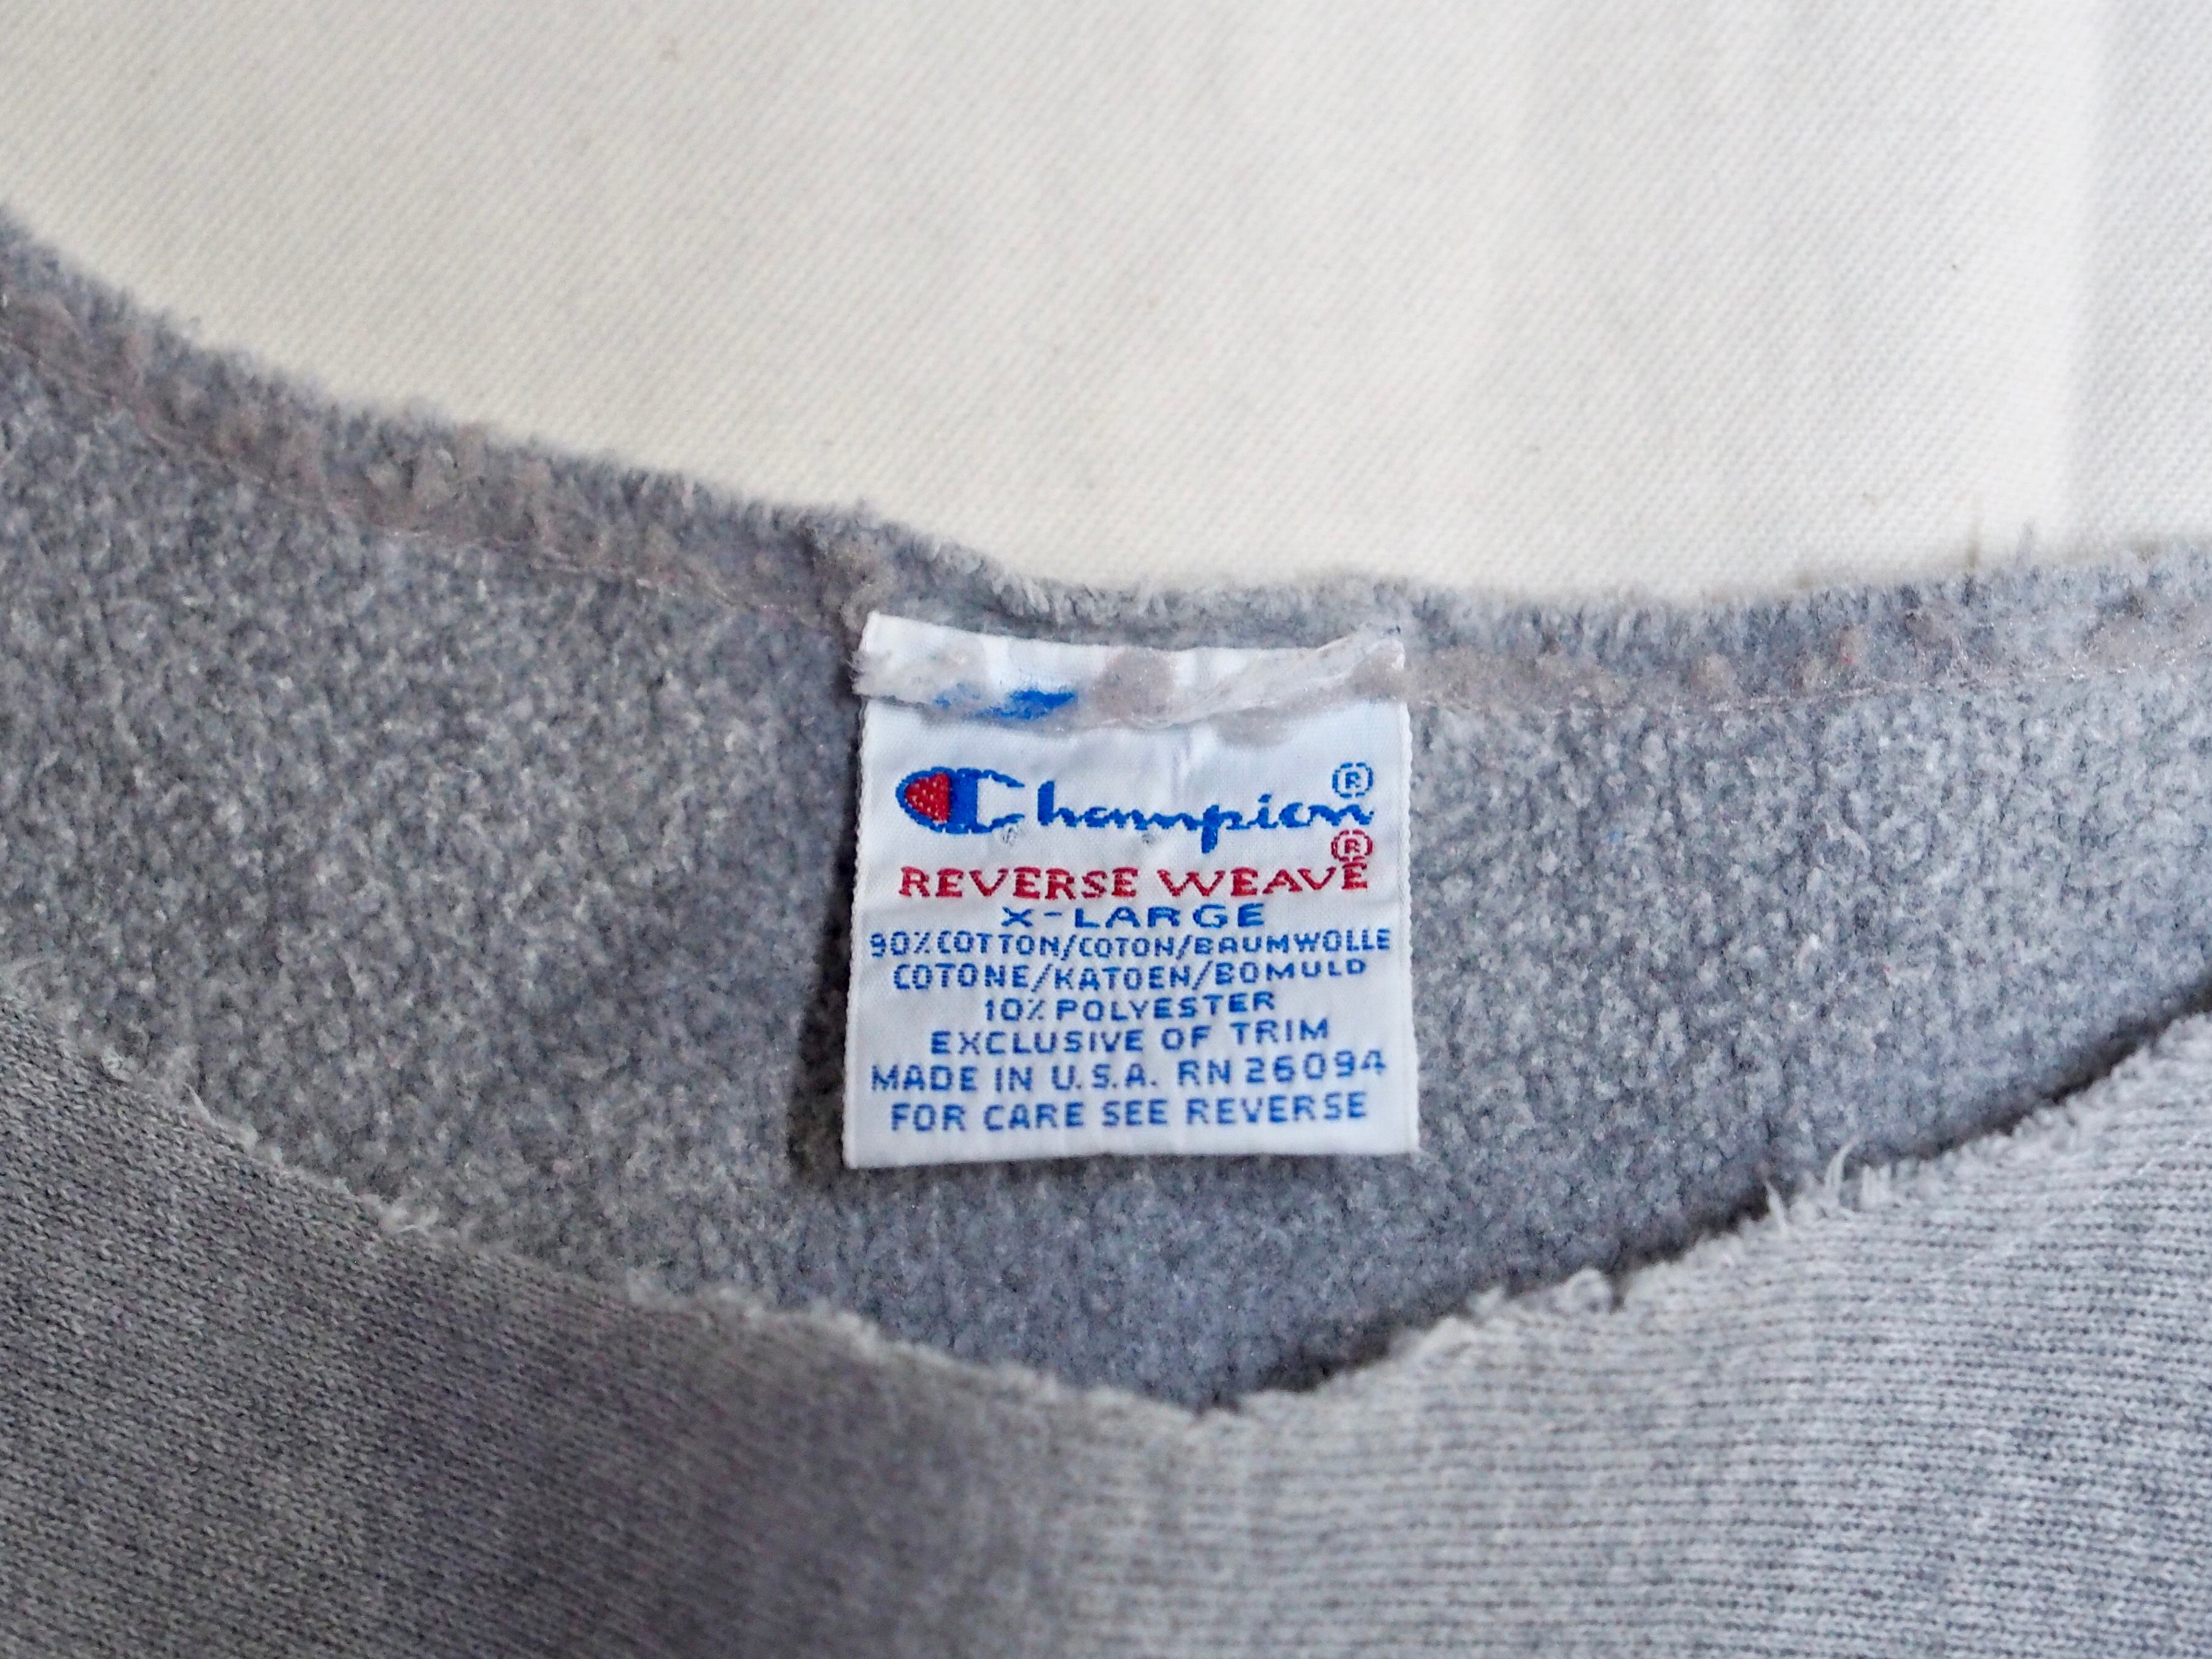 Champion®
REVERSE WEAVE®
X-LARGE
90% COTTON/COTON/BAUMWOLLE
COTONE/KATOEN/BOMULD
10% POLYESTER
EXCLUSIVE OF TRIM
MADE IN U.S.A. RN 26094
FOR CARE SEE REVERSE